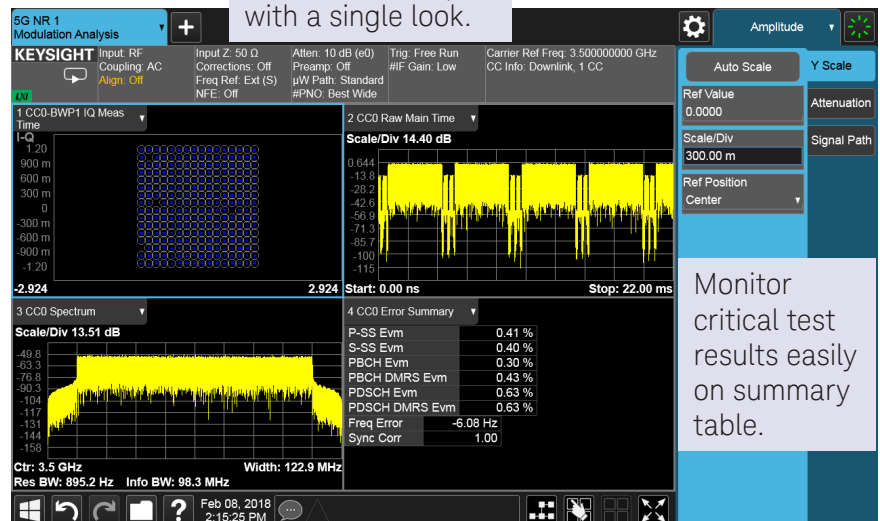 with a single look.
5G NR 1
Modulation Analysis
Amplitude
KEYSIGHT
LXI
Input: RF
Coupling: AC
Align: Off
Input Z: 50 Ω
Corrections: Off
Freq Ref: Ext (S)
NFE: Off
Atten: 10 dB (e0)
Preamp: Off
µW Path: Standard
#PNO: Best Wide
Trig: Free Run
#IF Gain: Low
Carrier Ref Freq: 3.500000000 GHz
CC Info: Downlink, 1 CC
Auto Scale
Ref Value
0.0000
Scale/Div
300.00 m
Ref Position
Center
Y Scale
Attenuation
Signal Path
1 CC0-BWP1 IQ Meas
Time
I-Q
1.20
900 m
600 m
300 m
0
-300 m
-600 m
-900 m
-1.20
-2.924
2.924
2 CC0 Raw Main Time
Scale/Div 14.40 dB
0.644
-13.8
-28.2
-42.6
-56.9
-71.3
-85.7
-100
-115
Start: 0.00 ns
Stop: 22.00 ms
3 CC0 Spectrum
Scale/Div 13.51 dB
-49.8
-63.3
-76.8
-90.3
-104
-117
-131
-144
-158
Ctr: 3.5 GHz
Width: 122.9 MHz
Res BW: 895.2 Hz Info BW: 98.3 MHz
4 CC0 Error Summary
P-SS Evm 0.41 %
S-SS Evm 0.40 %
PBCH Evm 0.30 %
PBCH DMRS Evm 0.43 %
PDSCH Evm 0.63 %
PDSCH DMRS Evm 0.63 %
Freq Error -6.08 Hz
Sync Corr 1.00
Monitor
critical test
results easily
on summary
table.
?
Feb 08, 2018
2:15:25 PM